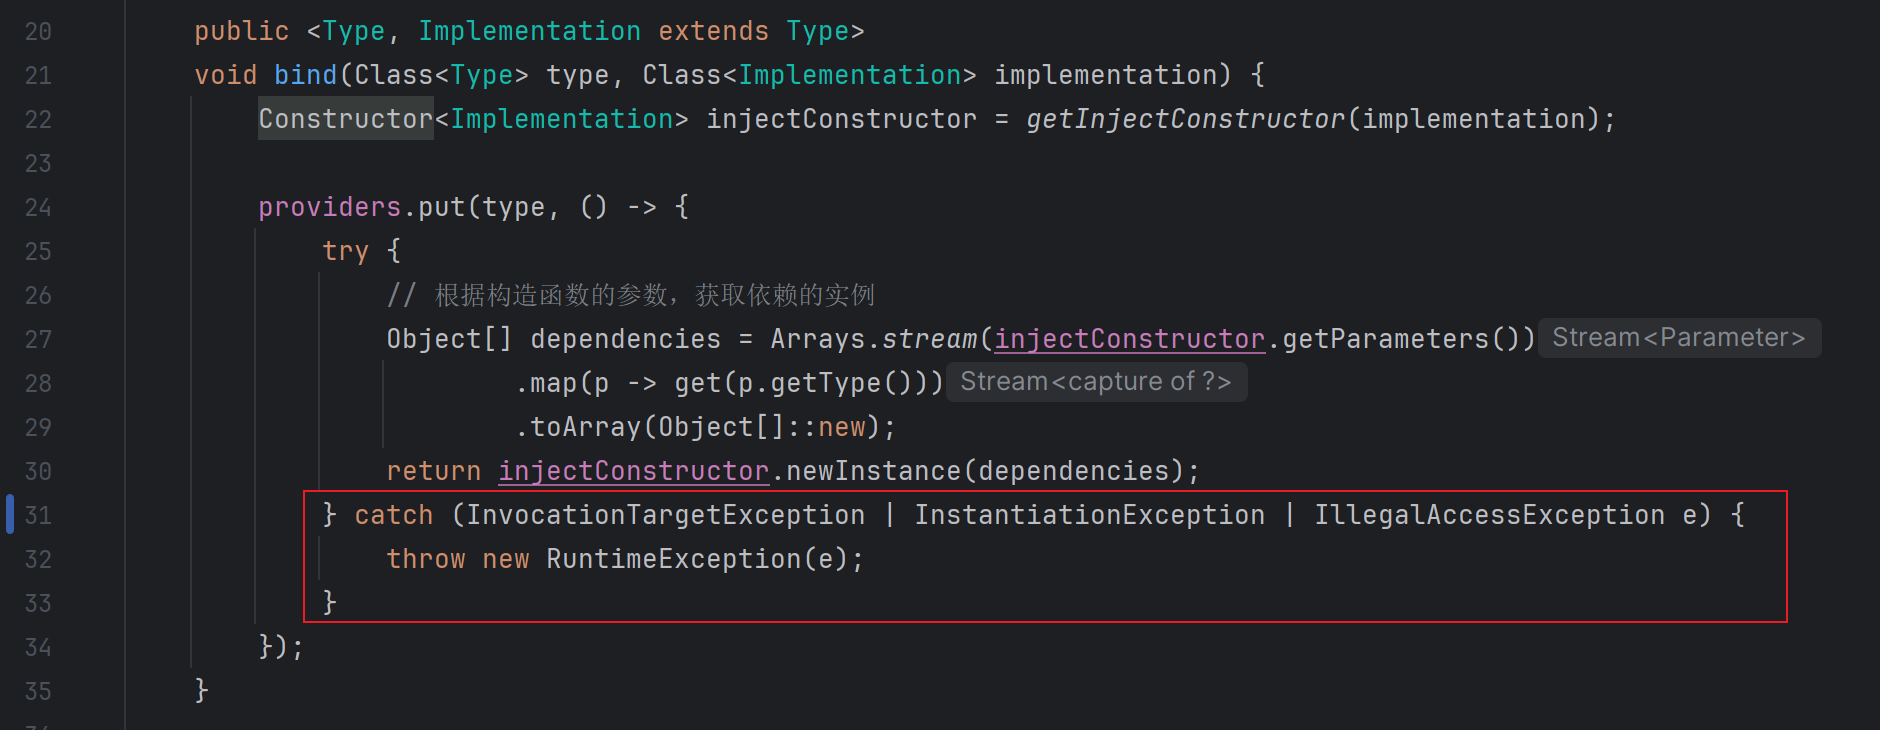 20 public <Type, Implementation extends Type>
21 void bind(Class<Type> type, Class<Implementation> implementation) {
22 Constructor<Implementation> injectConstructor = getInjectConstructor(implementation);
23
24 providers.put(type, () -> {
25 try {
26 // 根据构造函数的参数，获取依赖的实例
27 Object[] dependencies = Arrays.stream(injectConstructor.getParameters()) Stream<Parameter>
28 .map(p -> get(p.getType())) Stream<capture of ?>
29 .toArray(Object[]::new);
30 return injectConstructor.newInstance(dependencies);
31 } catch (InvocationTargetException | InstantiationException | IllegalAccessException e) {
32 throw new RuntimeException(e);
33 }
34 });
35 }